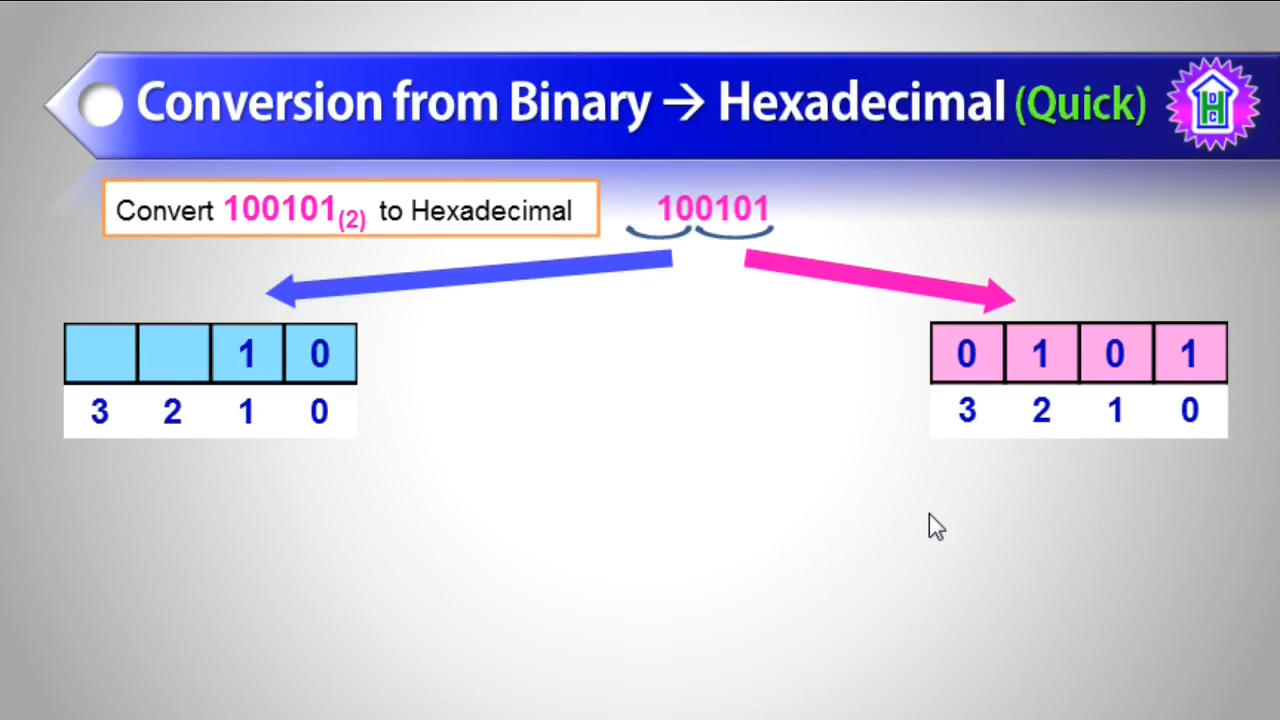 Conversion from Binary → Hexadecimal (Quick)
HOC
Convert 100101(2) to Hexadecimal
100101
1 0
3 2 1 0
0 1 0 1
3 2 1 0